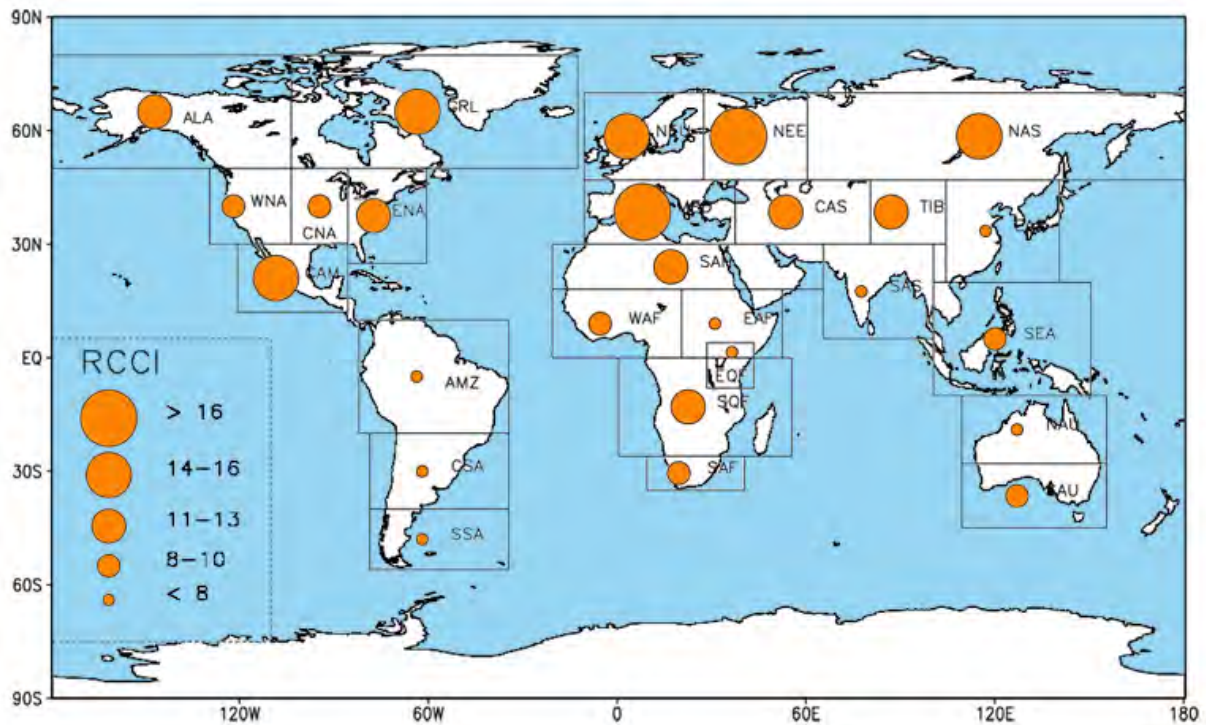 90N
60N
30N
EQ
30S
60S
90S
120W
60W
0
60E
120E
180
ALA
GRL
NEE
NAS
WNA
CNA
ENA
CAM
CAS
TIB
SAH
SAS
WAF
EAF
SEA
EQF
SQF
AMZ
CSA
SSA
SAF
NAU
SAU
RCCI
> 16
14-16
11-13
8-10
< 8